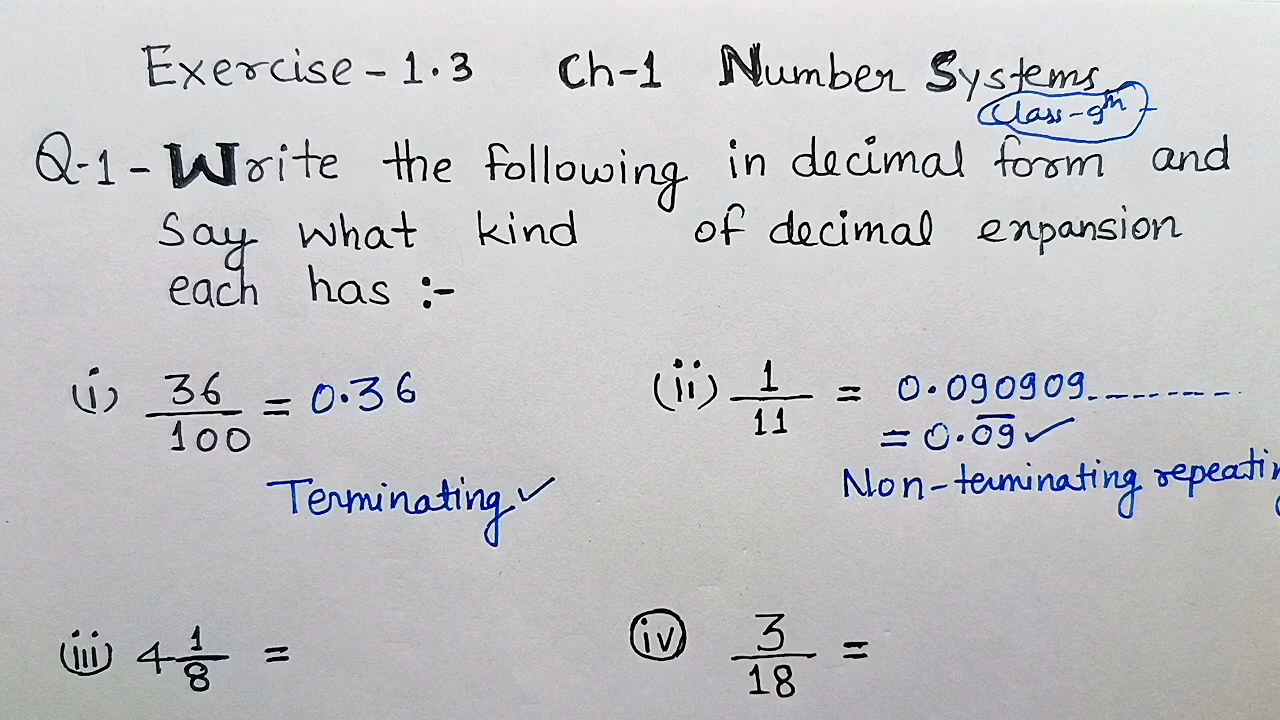 Exercise - 1.3 Ch-1 Number Systems
Class-9th
Q-1 - Write the following in decimal form and
Say what kind of decimal expansion
each has :-
(i) 36/100 = 0.36
Terminating ✓
(ii) 1/11 = 0.090909.-------
= 0.0̅9̅ ✓
Non-terminating repeatin
(iii) 4 1/8 =
(iv) 3/18 =